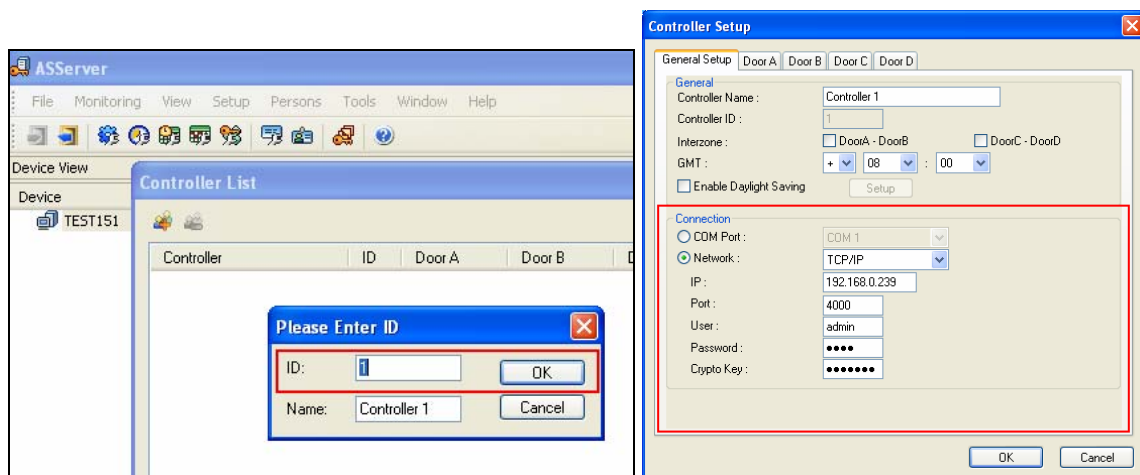 ASServer
File Monitoring View Setup Persons Tools Window Help
Device View
Device
TEST151
Controller List
Controller ID Door A Door B
Please Enter ID
ID: 1 OK
Name: Controller 1 Cancel
Controller Setup
General Setup Door A Door B Door C Door D
General
Controller Name : Controller 1
Controller ID : 1
Interzone : DoorA - DoorB DoorC - DoorD
GMT : + 08 : 00
Enable Daylight Saving Setup
Connection
COM Port : COM 1
Network : TCP/IP
IP : 192.168.0.239
Port : 4000
User : admin
Password : ●●●●
Crypto Key : ●●●●●●●
OK Cancel